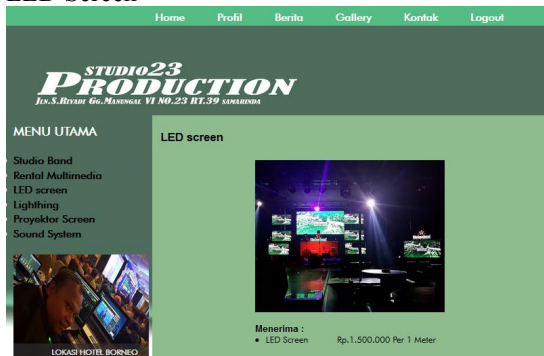 LED Screen
Home Profil Berita Gallery Kontak Logout
STUDIO23
PRODUCTION
JLN.S.RIYADI GG.MANUNGAL VI NO.23 RT.39 SAMARINDA
MENU UTAMA
Studio Band
Rental Multimedia
LED screen
Lighthing
Proyektor Screen
Sound System
LOKASI HOTEL BORNEO
LED screen
Menerima :
LED Screen Rp.1.500.000 Per 1 Meter